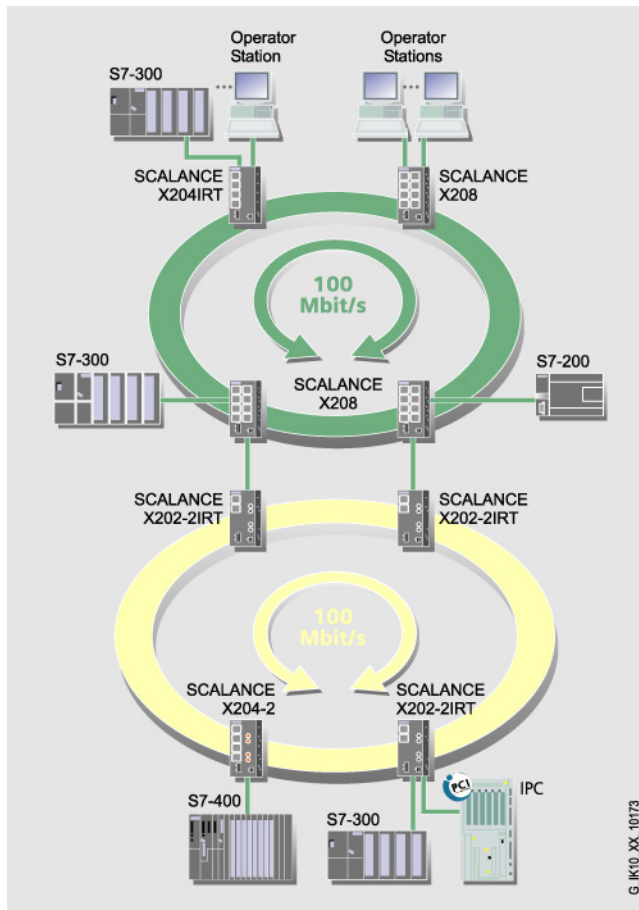 Operator
Station
Operator
Stations
S7-300
SCALANCE
X204IRT
SCALANCE
X208
100
Mbit/s
S7-300
SCALANCE
X208
S7-200
SCALANCE
X202-2IRT
SCALANCE
X202-2IRT
100
Mbit/s
SCALANCE
X204-2
SCALANCE
X202-2IRT
S7-400
S7-300
PCI
IPC
G_IK10_XX_10173